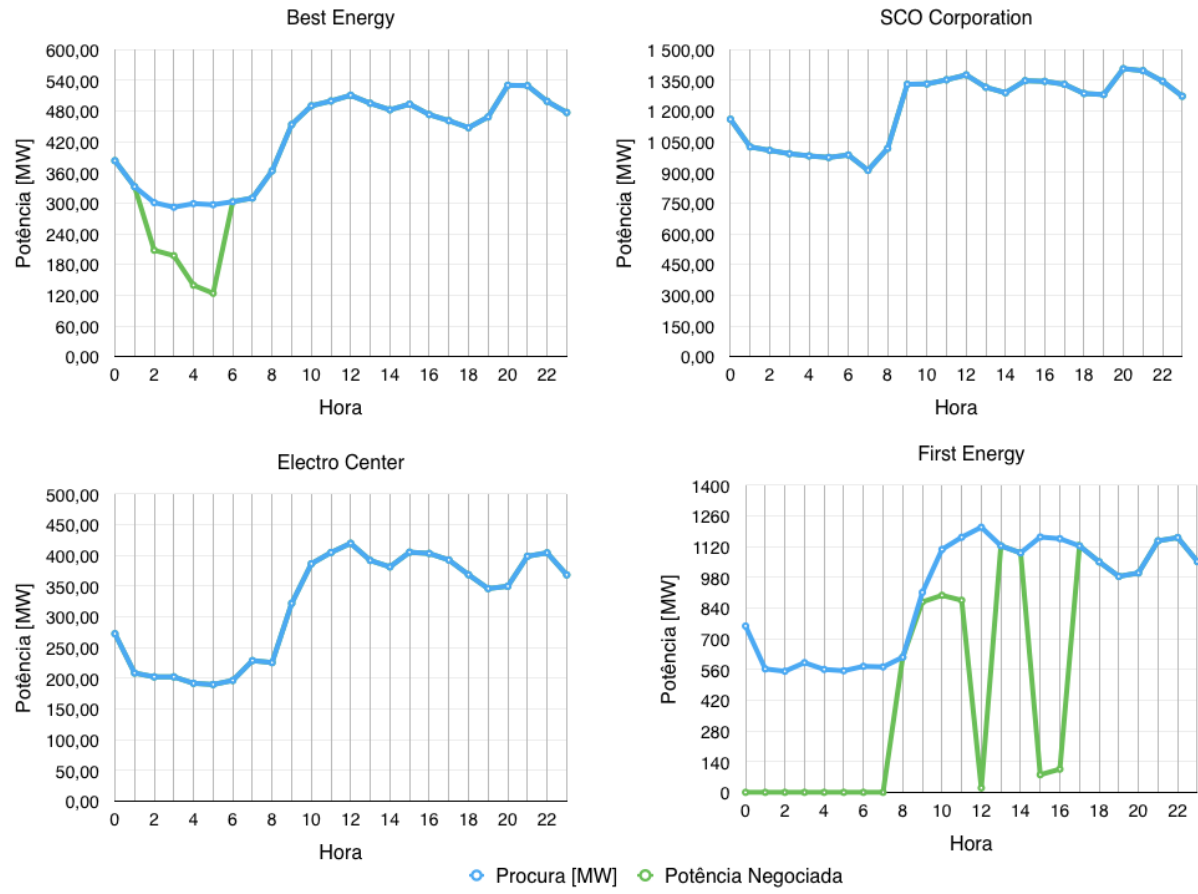 Best Energy
600,00
540,00
480,00
420,00
360,00
300,00
240,00
180,00
120,00
60,00
0,00
Potência [MW]
0 2 4 6 8 10 12 14 16 18 20 22
Hora
SCO Corporation
1 500,00
1 350,00
1 200,00
1 050,00
900,00
750,00
600,00
450,00
300,00
150,00
0,00
Potência [MW]
0 2 4 6 8 10 12 14 16 18 20 22
Hora
Electro Center
500,00
450,00
400,00
350,00
300,00
250,00
200,00
150,00
100,00
50,00
0,00
Potência [MW]
0 2 4 6 8 10 12 14 16 18 20 22
Hora
First Energy
1400
1260
1120
980
840
700
560
420
280
140
0
Potência [MW]
0 2 4 6 8 10 12 14 16 18 20 22
Hora
Procura [MW] Potência Negociada